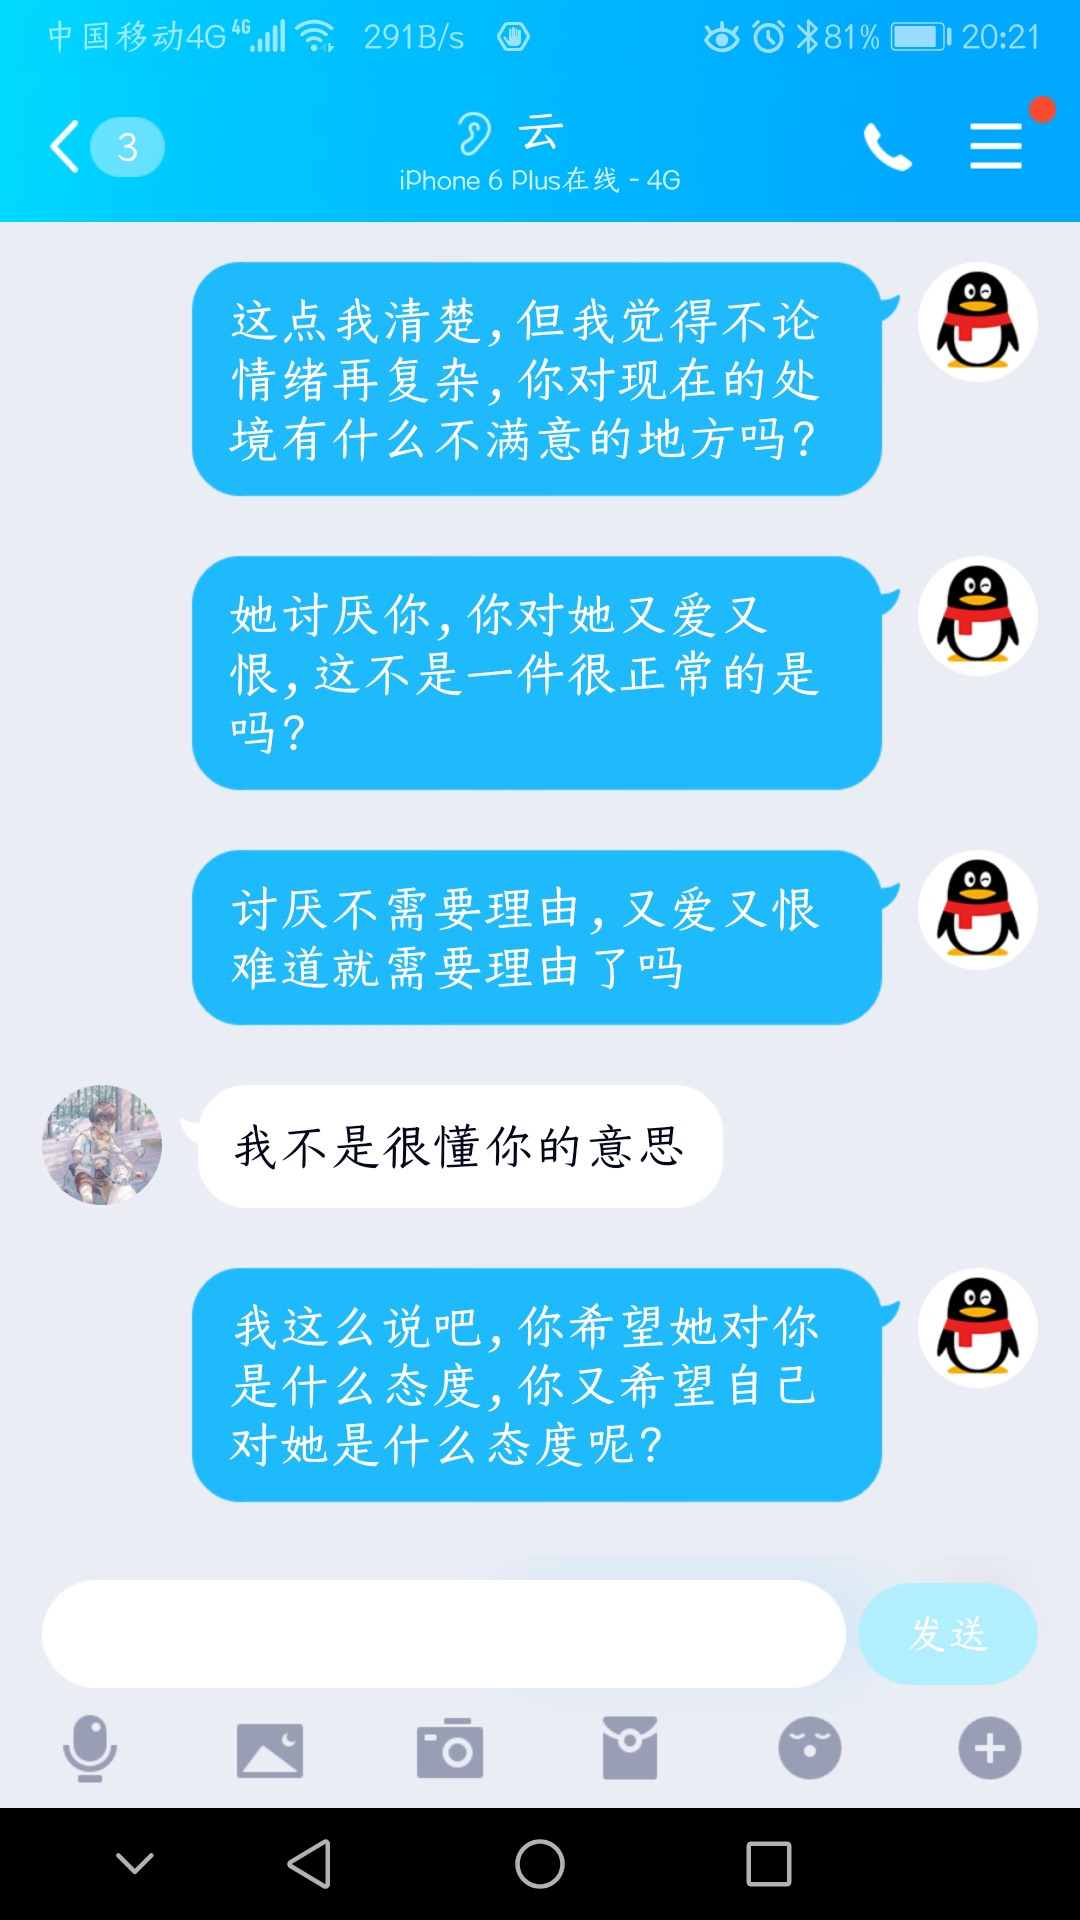 中国移动4G 4G 291B/s 81% 20:21
3 云
iPhone 6 Plus在线 - 4G
这点我清楚,但我觉得不论
情绪再复杂,你对现在的处
境有什么不满意的地方吗?
她讨厌你,你对她又爱又
恨,这不是一件很正常的是
吗?
讨厌不需要理由,又爱又恨
难道就需要理由了吗
我不是很懂你的意思
我这么说吧,你希望她对你
是什么态度,你又希望自己
对她是什么态度呢?
发送